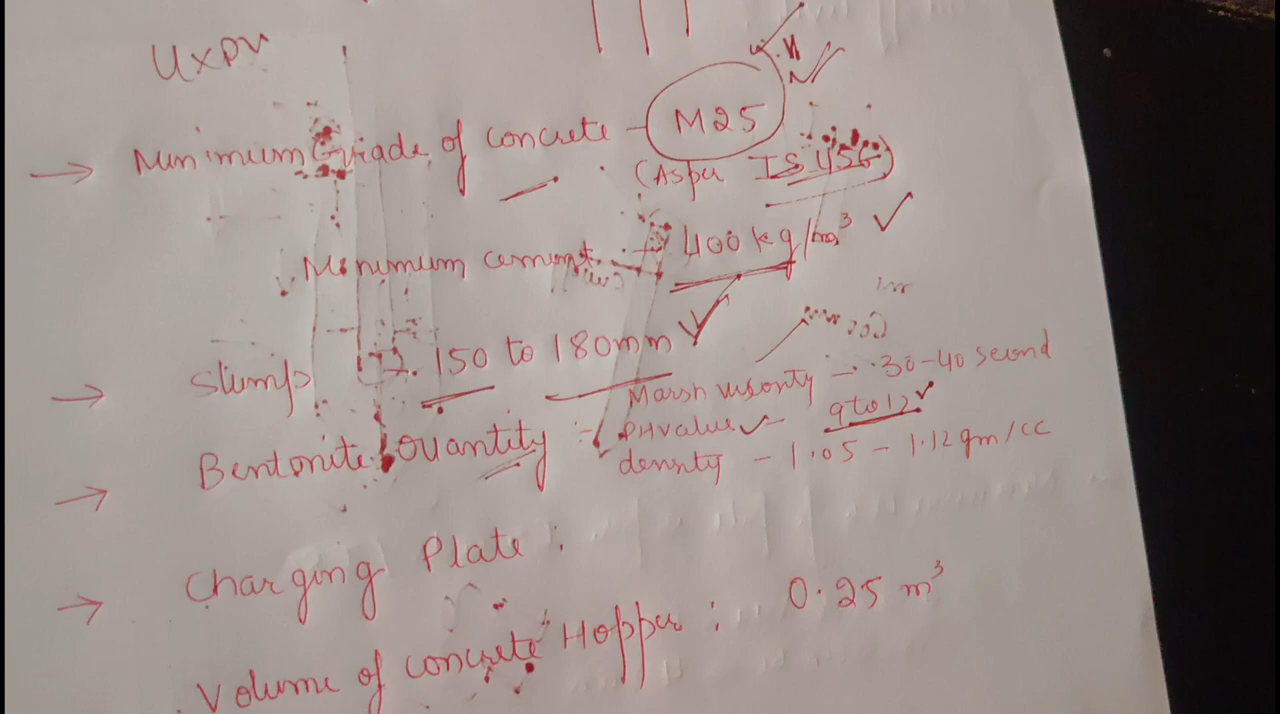 → Minimum Grade of concrete - M25
(Asper IS 456)
Minimum cement - 400 kg/m³ ✓
→ Slump 150 to 180mm ✓
→ Bentonite Quantity :-
Marsh viscosity - 30-40 second
PH value ✓ - 9 to 12 ✓
density - 1.05 - 1.12 gm/cc
→ Charging Plate :
→ Volume of concrete Hopper : 0.25 m³